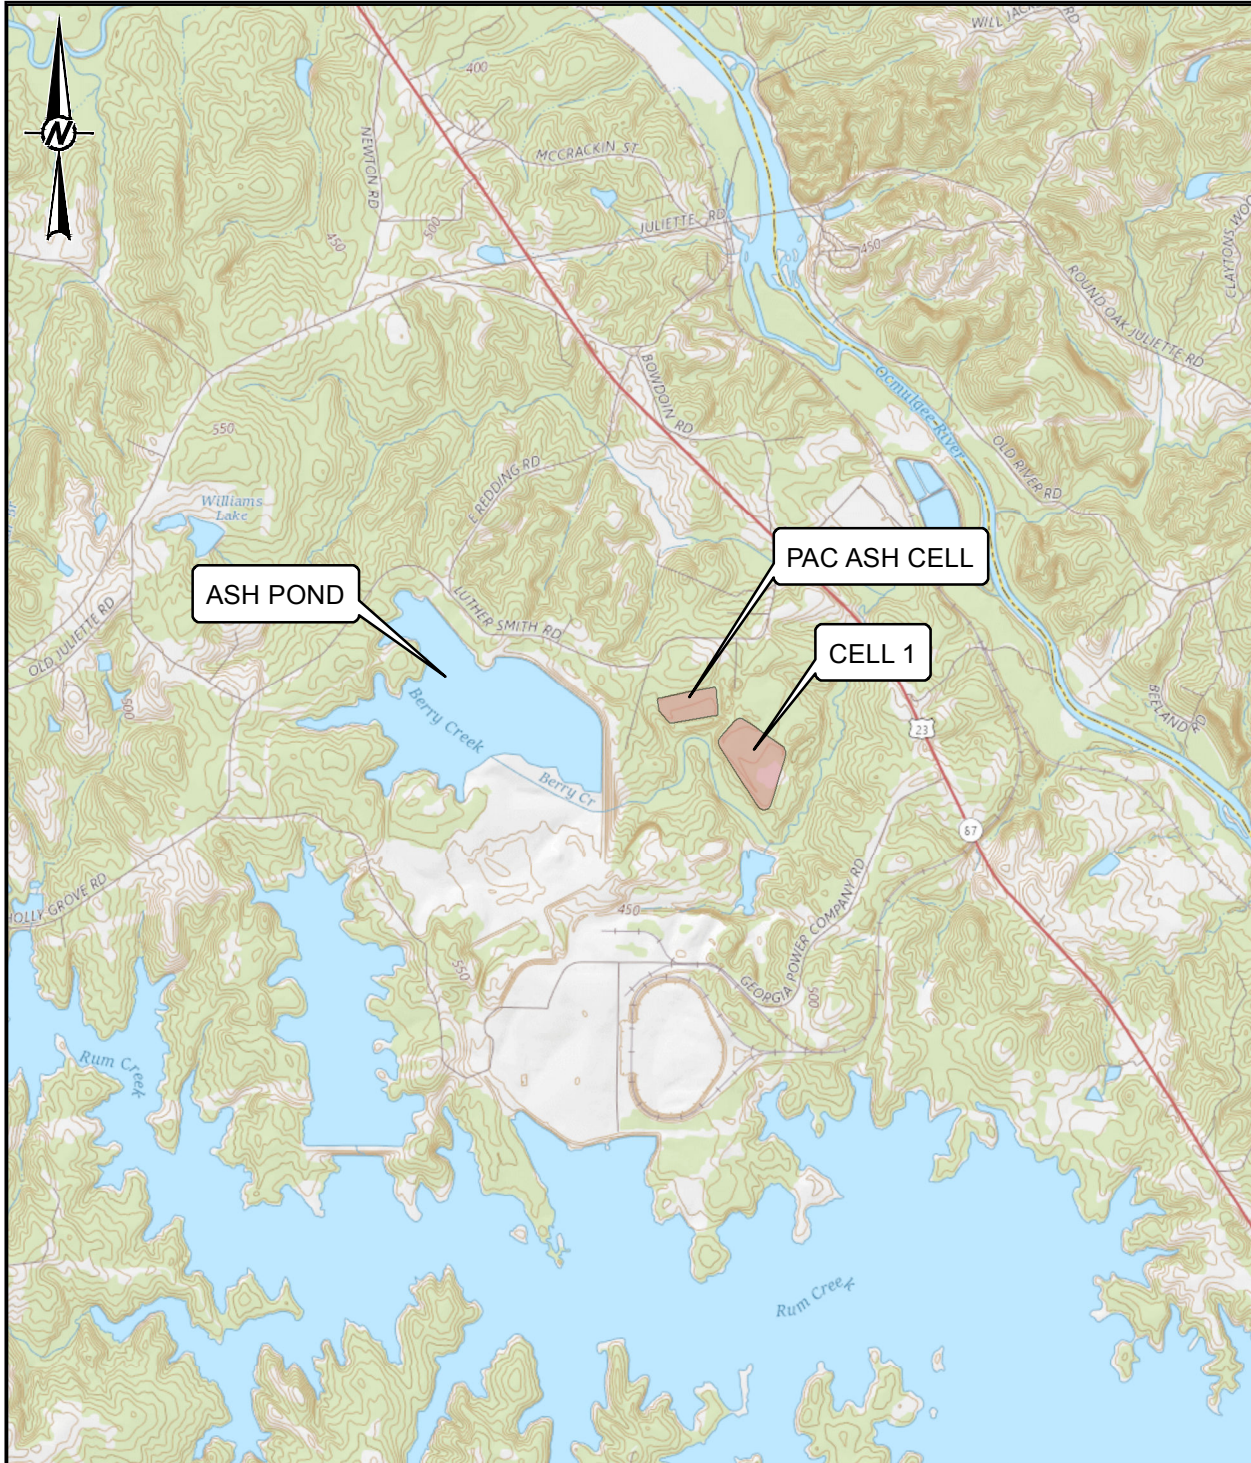 WILL JACK RD
400
N
NEWTON RD
MCCRACKIN ST
450
500
JULIETTE RD
450
CLAYTONS WOO
ROUND OAK JULIETTE RD
BOWDOIN RD
Ocmulgee River
550
E REDDING RD
OLD RIVER RD
Williams
Lake
PAC ASH CELL
ASH POND
LUTHER SMITH RD
OLD JULIETTE RD
CELL 1
500
Berry Creek
BEELAND RD
23
Berry Cr
87
HOLLY GROVE RD
450
GEORGIA POWER COMPANY RD
550
500
Rum Creek
Rum Creek